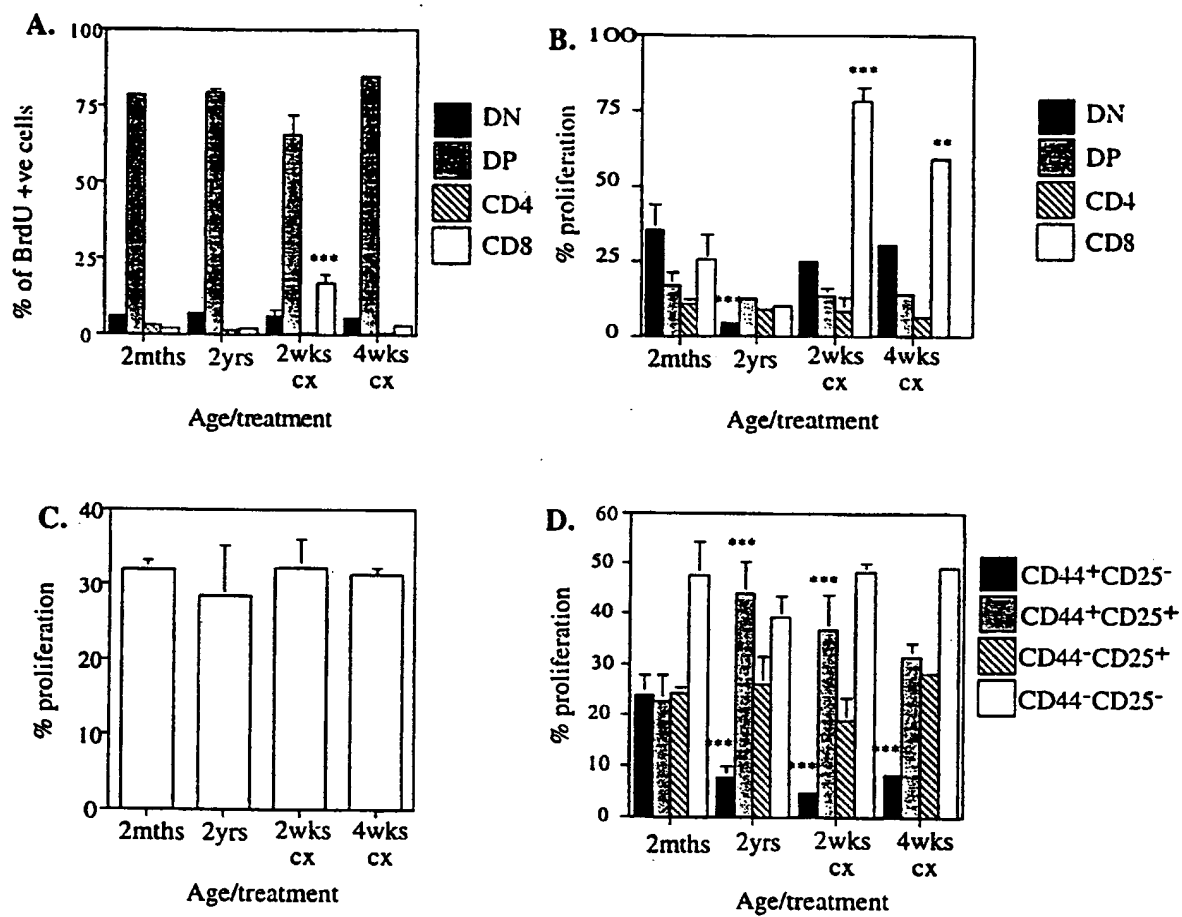 A.
% of BrdU +ve cells
100
75
50
25
0
***
2mths 2yrs 2wks cx 4wks cx
Age/treatment
DN
DP
CD4
CD8
B.
% proliferation
100
75
50
25
0
***
***
**
2mths 2yrs 2wks cx 4wks cx
Age/treatment
DN
DP
CD4
CD8
C.
% proliferation
40
30
20
10
0
2mths 2yrs 2wks cx 4wks cx
Age/treatment
D.
% proliferation
60
50
40
30
20
10
0
***
***
***
***
***
2mths 2yrs 2wks cx 4wks cx
Age/treatment
CD44+CD25-
CD44+CD25+
CD44-CD25+
CD44-CD25-